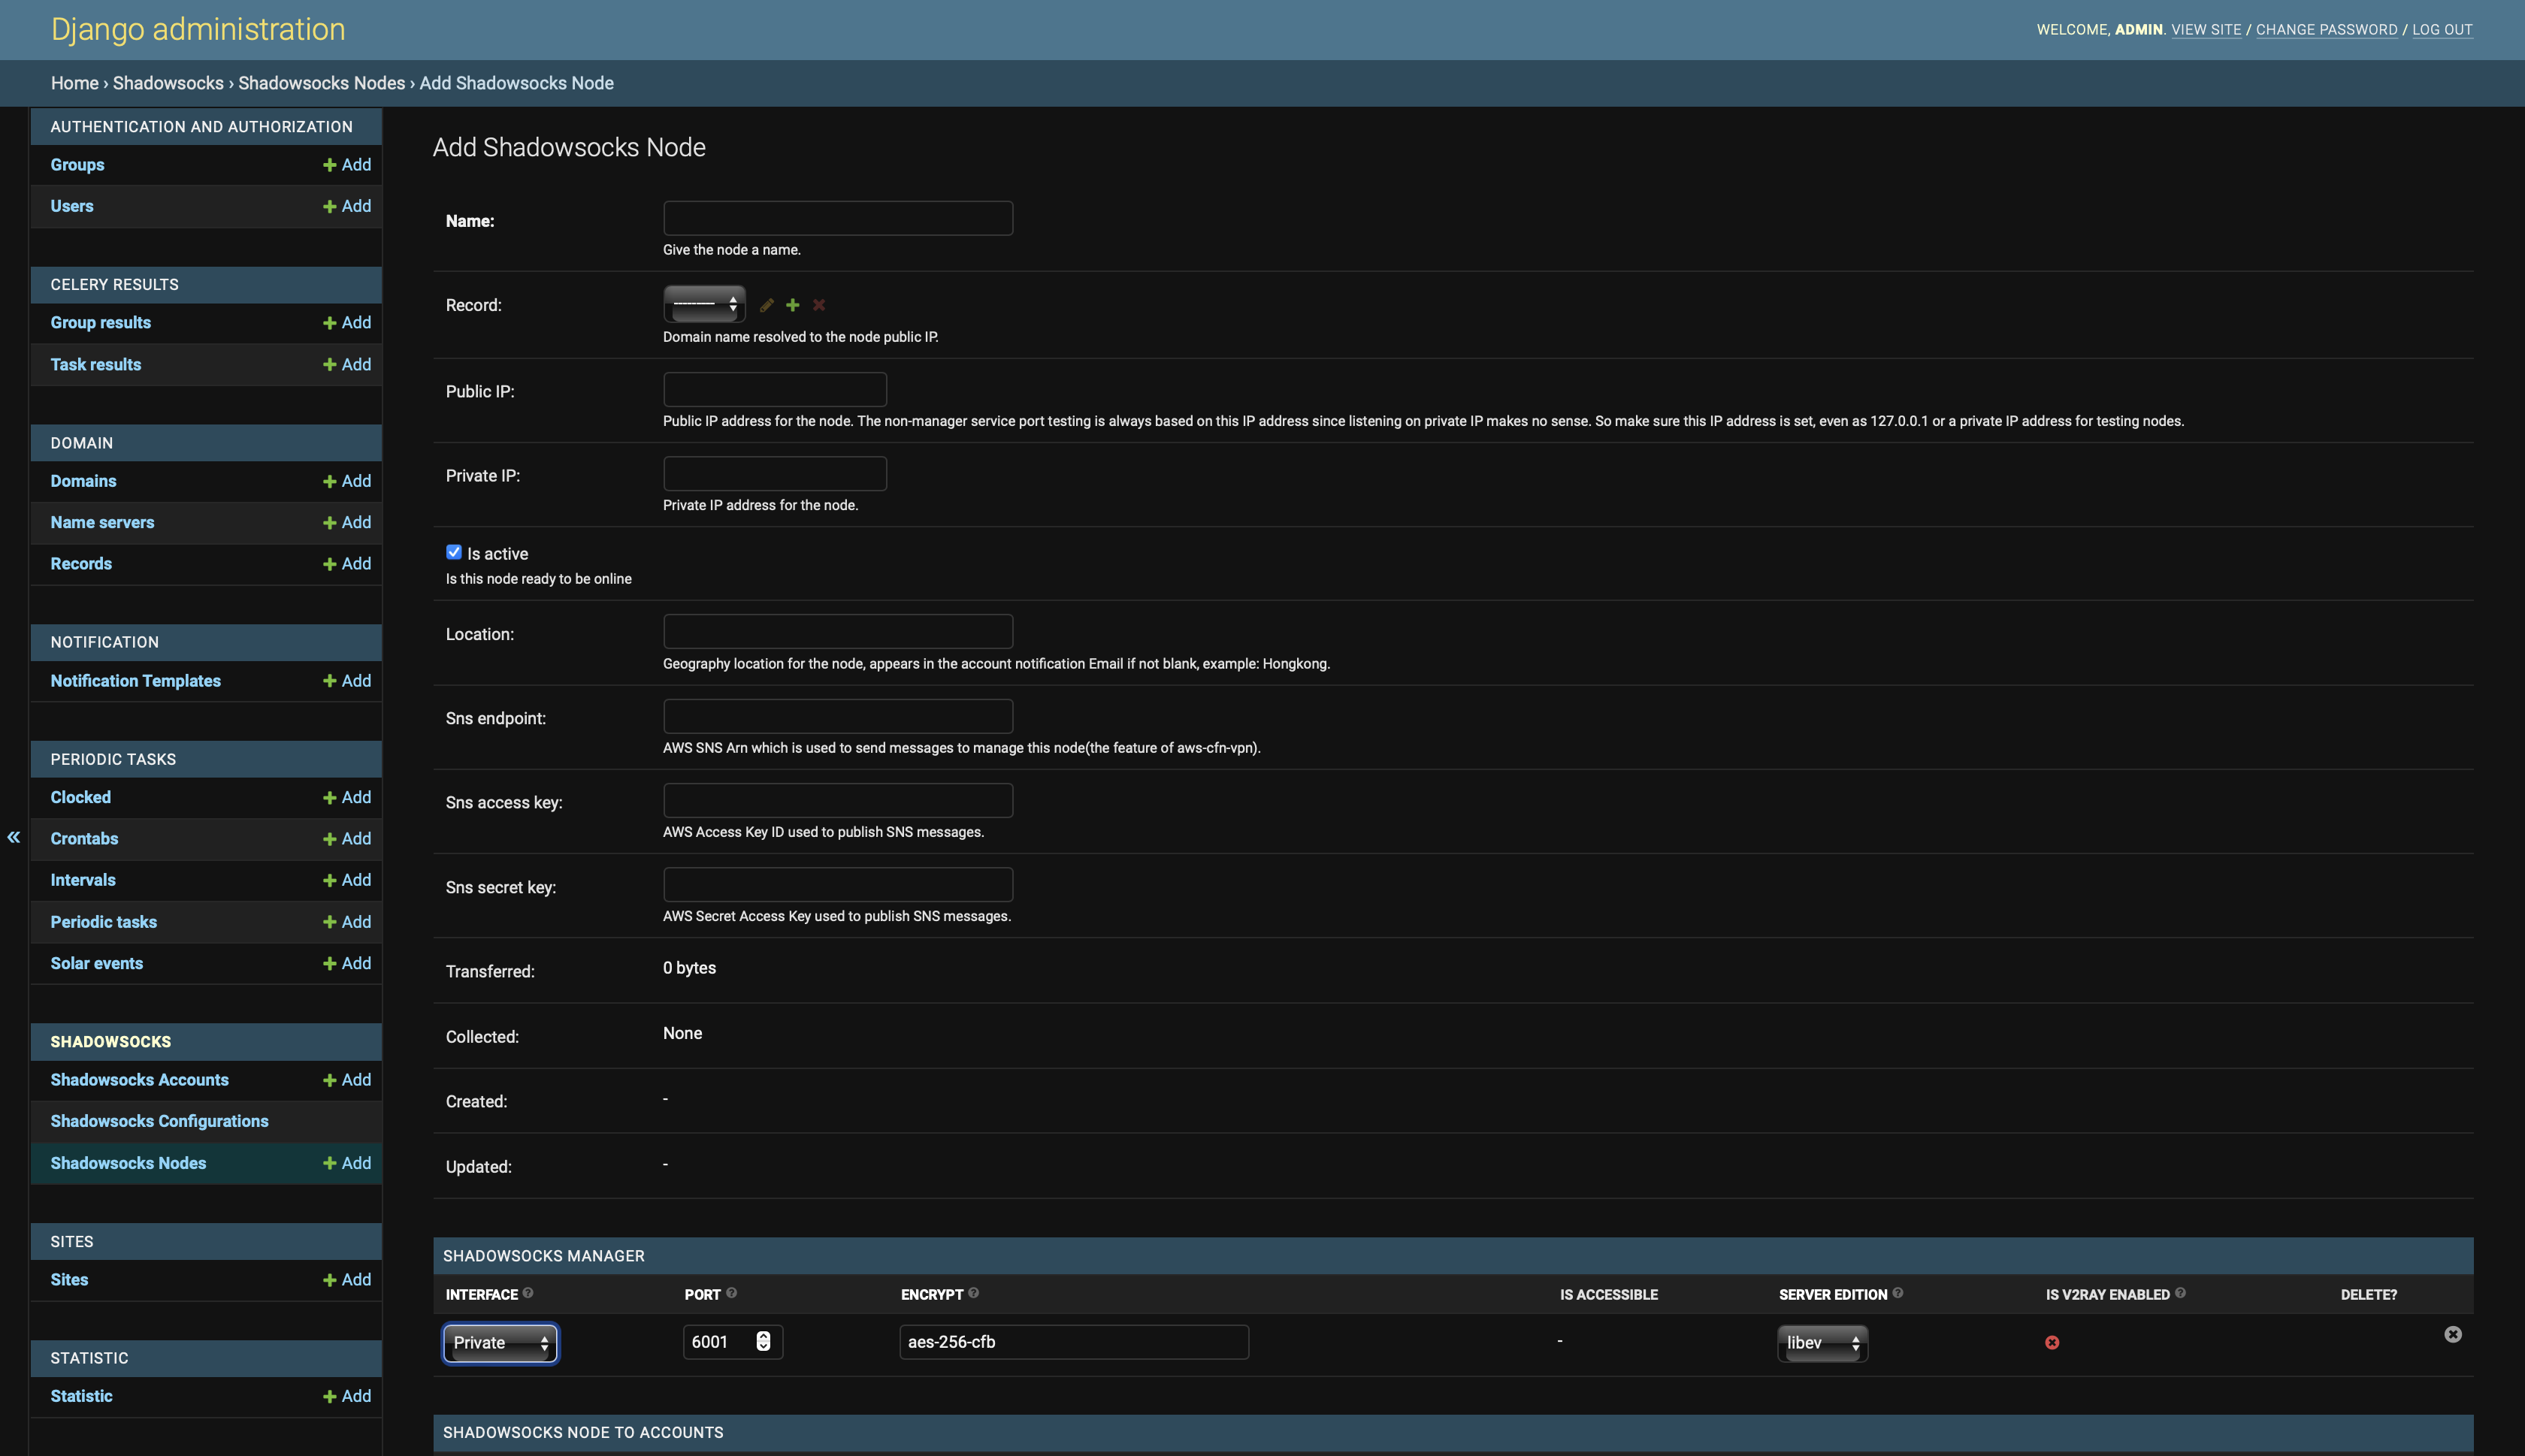 Django administration
WELCOME, ADMIN. VIEW SITE / CHANGE PASSWORD / LOG OUT
Home › Shadowsocks › Shadowsocks Nodes › Add Shadowsocks Node
AUTHENTICATION AND AUTHORIZATION
Groups Add
Users Add
CELERY RESULTS
Group results Add
Task results Add
DOMAIN
Domains Add
Name servers Add
Records Add
NOTIFICATION
Notification Templates Add
PERIODIC TASKS
Clocked Add
Crontabs Add
Intervals Add
Periodic tasks Add
Solar events Add
SHADOWSOCKS
Shadowsocks Accounts Add
Shadowsocks Configurations
Shadowsocks Nodes Add
SITES
Sites Add
STATISTIC
Statistic Add
«
Add Shadowsocks Node
Name:
Give the node a name.
Record: ---------
Domain name resolved to the node public IP.
Public IP:
Public IP address for the node. The non-manager service port testing is always based on this IP address since listening on private IP makes no sense. So make sure this IP address is set, even as 127.0.0.1 or a private IP address for testing nodes.
Private IP:
Private IP address for the node.
Is active
Is this node ready to be online
Location:
Geography location for the node, appears in the account notification Email if not blank, example: Hongkong.
Sns endpoint:
AWS SNS Arn which is used to send messages to manage this node(the feature of aws-cfn-vpn).
Sns access key:
AWS Access Key ID used to publish SNS messages.
Sns secret key:
AWS Secret Access Key used to publish SNS messages.
Transferred: 0 bytes
Collected: None
Created: -
Updated: -
SHADOWSOCKS MANAGER
INTERFACE ? PORT ? ENCRYPT ? IS ACCESSIBLE SERVER EDITION ? IS V2RAY ENABLED ? DELETE?
Private 6001 aes-256-cfb - libev
SHADOWSOCKS NODE TO ACCOUNTS